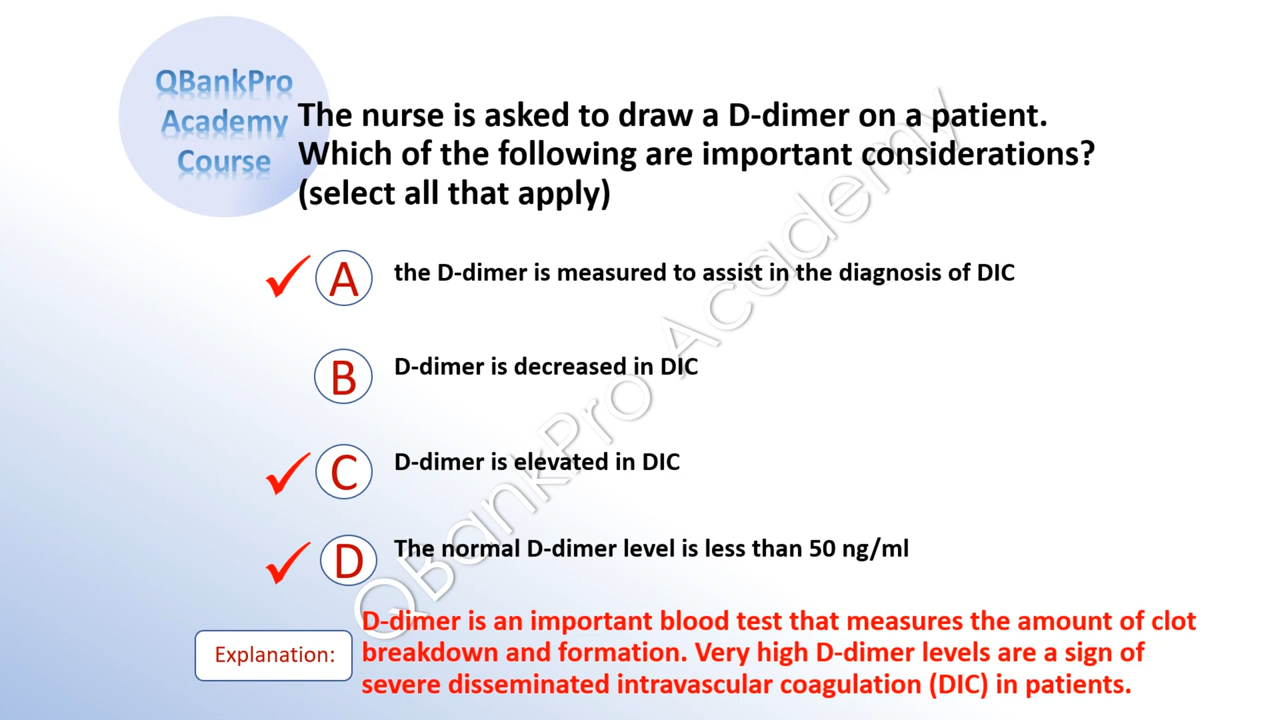 QBankPro
Academy
Course
The nurse is asked to draw a D-dimer on a patient.
Which of the following are important considerations?
(select all that apply)
A the D-dimer is measured to assist in the diagnosis of DIC
B D-dimer is decreased in DIC
C D-dimer is elevated in DIC
D The normal D-dimer level is less than 50 ng/ml
Explanation:
D-dimer is an important blood test that measures the amount of clot
breakdown and formation. Very high D-dimer levels are a sign of
severe disseminated intravascular coagulation (DIC) in patients.
QBankPro Academy